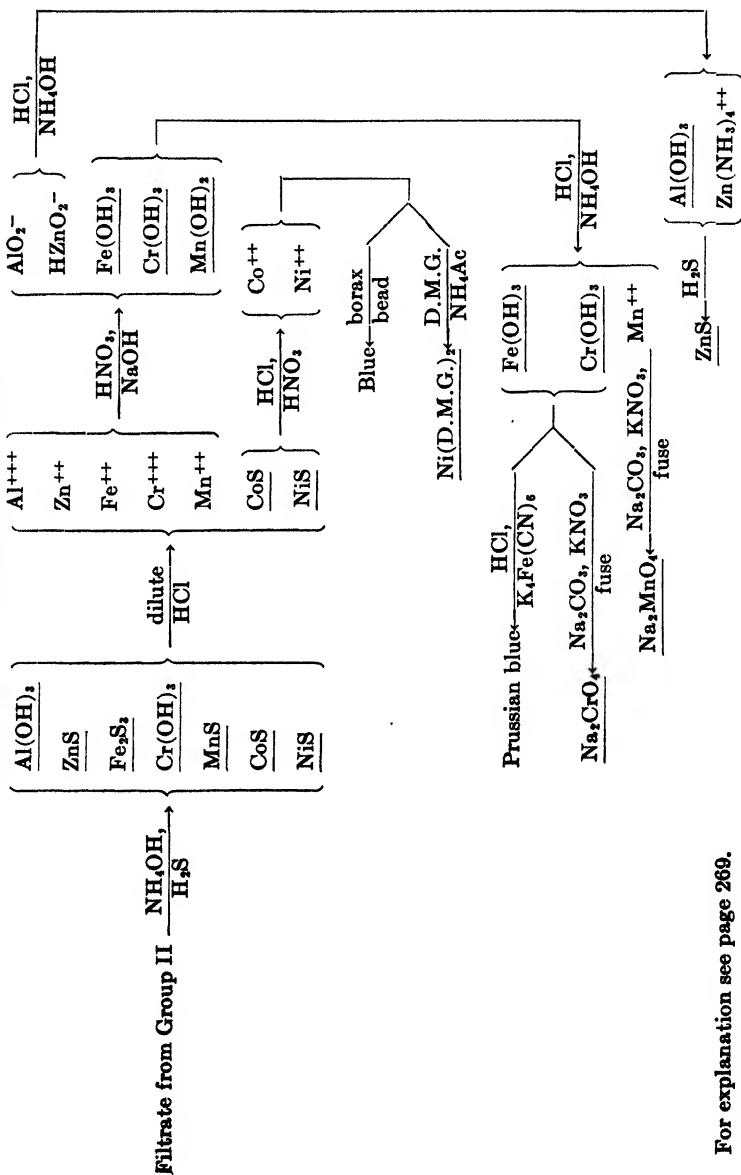 Filtrate from Group II
NH₄OH,
H₂S
Al(OH)₃
ZnS
Fe₂S₃
Cr(OH)₃
MnS
CoS
NiS
dilute
HCl
Al+++
Zn++
Fe++
Cr+++
Mn++
CoS
NiS
HNO₃,
NaOH
AlO₂⁻
HZnO₂⁻
Fe(OH)₃
Cr(OH)₃
Mn(OH)₂
HCl,
HNO₃
Co++
Ni++
Blue
borax
bead
Ni(D.M.G.)₂
D.M.G.
NH₄Ac
HCl,
NH₄OH
Fe(OH)₃
Cr(OH)₃
Mn++
Prussian blue
HCl,
K₄Fe(CN)₆
Na₂CrO₄
Na₂CO₃, KNO₃
fuse
Na₂MnO₄
Na₂CO₃, KNO₃,
fuse
HCl,
NH₄OH
Al(OH)₃
Zn(NH₃)₄++
H₂S
ZnS
For explanation see page 269.